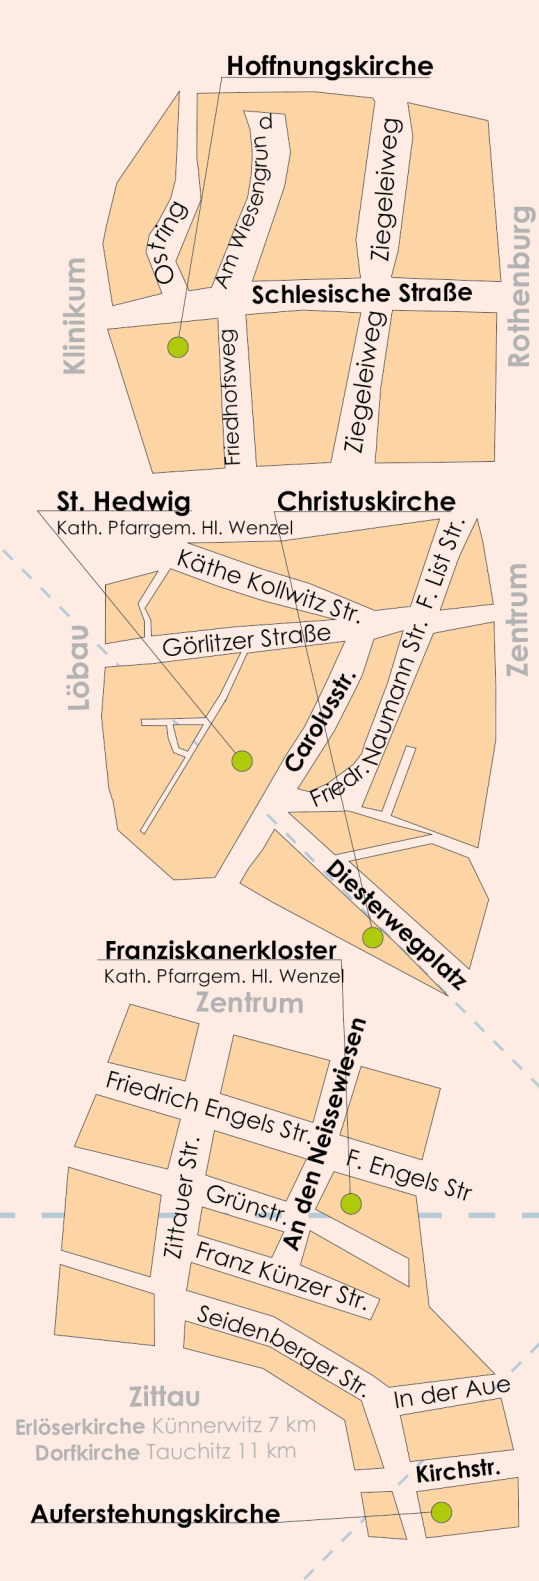 Hoffnungskirche
Ostring
Am Wiesengrun d
Ziegeleiweg
Klinikum
Rothenburg
Schlesische Straße
Friedhofsweg
Ziegeleiweg
St. Hedwig
Kath. Pfarrgem. Hl. Wenzel
Christuskirche
Käthe Kollwitz Str.
F. List Str.
Görlitzer Straße
Löbau
Zentrum
Carolusstr.
Friedr. Naumann Str.
Diesterwegplatz
Franziskanerkloster
Kath. Pfarrgem. Hl. Wenzel
Zentrum
Friedrich Engels Str.
An den Neissewiesen
F. Engels Str
Zittauer Str.
Grünstr.
Franz Künzer Str.
Seidenberger Str.
In der Aue
Zittau
Erlöserkirche Künnerwitz 7 km
Dorfkirche Tauchitz 11 km
Kirchstr.
Auferstehungskirche